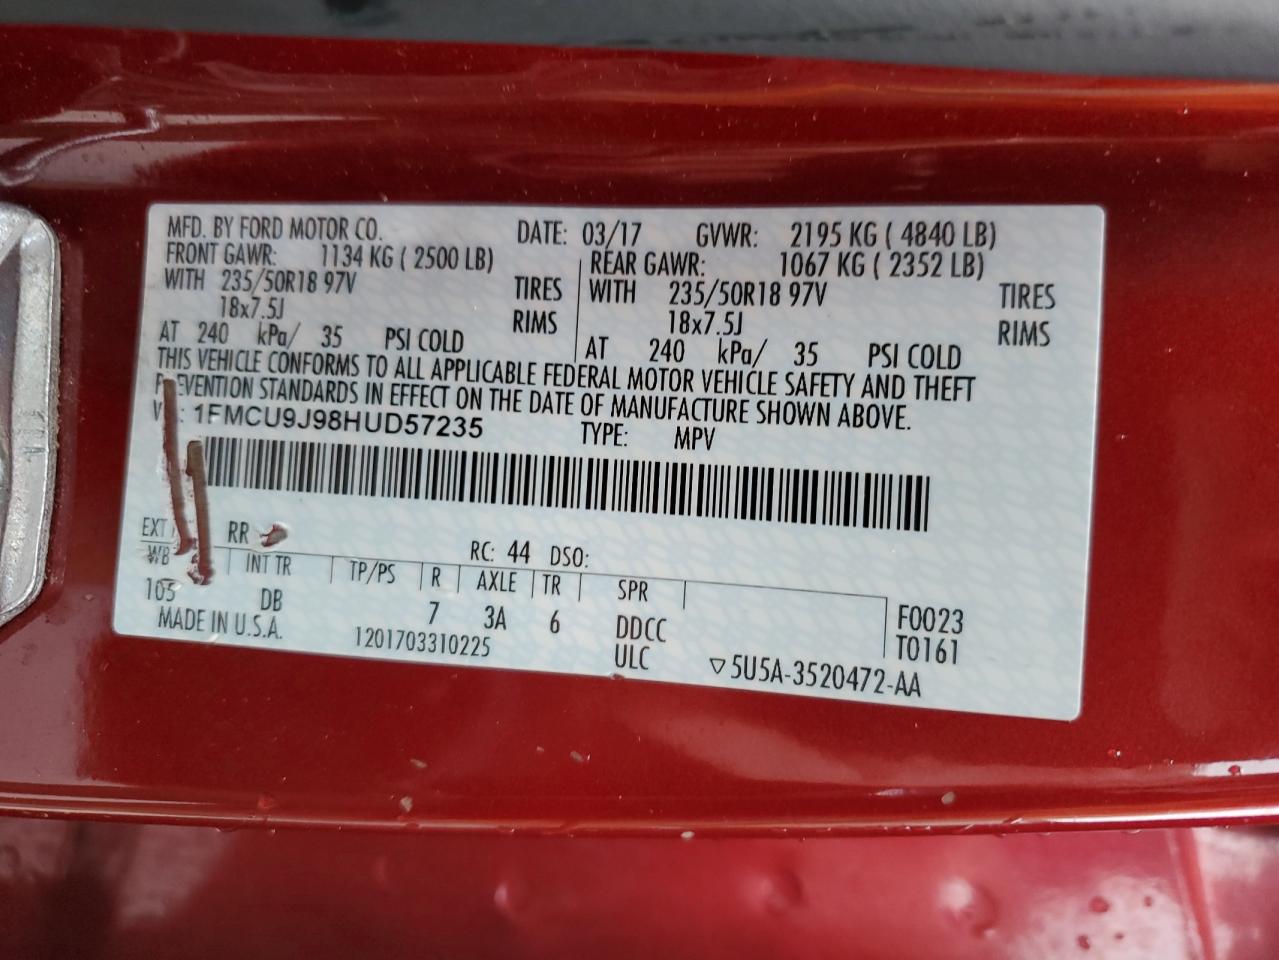 MFD. BY FORD MOTOR CO. DATE: 03/17 GVWR: 2195 KG ( 4840 LB)
FRONT GAWR: 1134 KG ( 2500 LB) REAR GAWR: 1067 KG ( 2352 LB)
WITH 235/50R18 97V TIRES WITH 235/50R18 97V TIRES
18x7.5J RIMS 18x7.5J RIMS
AT 240 kPa/ 35 PSI COLD AT 240 kPa/ 35 PSI COLD
THIS VEHICLE CONFORMS TO ALL APPLICABLE FEDERAL MOTOR VEHICLE SAFETY AND THEFT
PREVENTION STANDARDS IN EFFECT ON THE DATE OF MANUFACTURE SHOWN ABOVE.
1FMCU9J98HUD57235 TYPE: MPV
EXT RR RC: 44 DSO:
WB INT TR TP/PS R AXLE TR SPR
105 DB 7 3A 6 DDCC F0023
MADE IN U.S.A. 1201703310225 ULC T0161
▽5U5A-3520472-AA